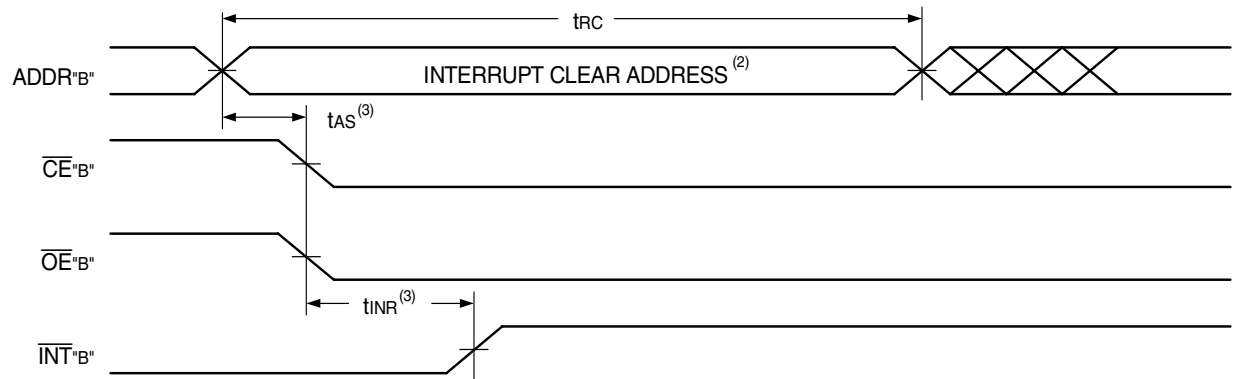 tRC
ADDR"B"
INTERRUPT CLEAR ADDRESS (2)
tAS(3)
CE"B"
OE"B"
tINR(3)
INT"B"